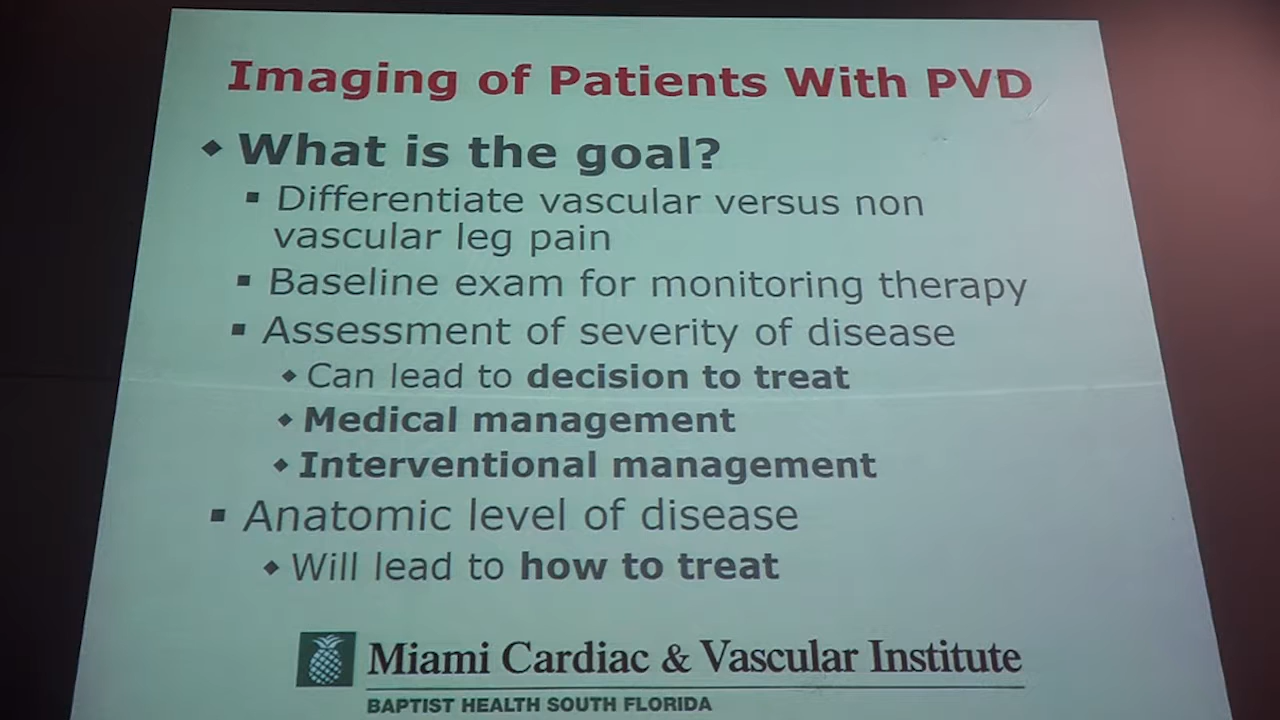 Imaging of Patients With PVD
What is the goal?
Differentiate vascular versus non
vascular leg pain
Baseline exam for monitoring therapy
Assessment of severity of disease
Can lead to decision to treat
Medical management
Interventional management
Anatomic level of disease
Will lead to how to treat
Miami Cardiac & Vascular Institute
BAPTIST HEALTH SOUTH FLORIDA